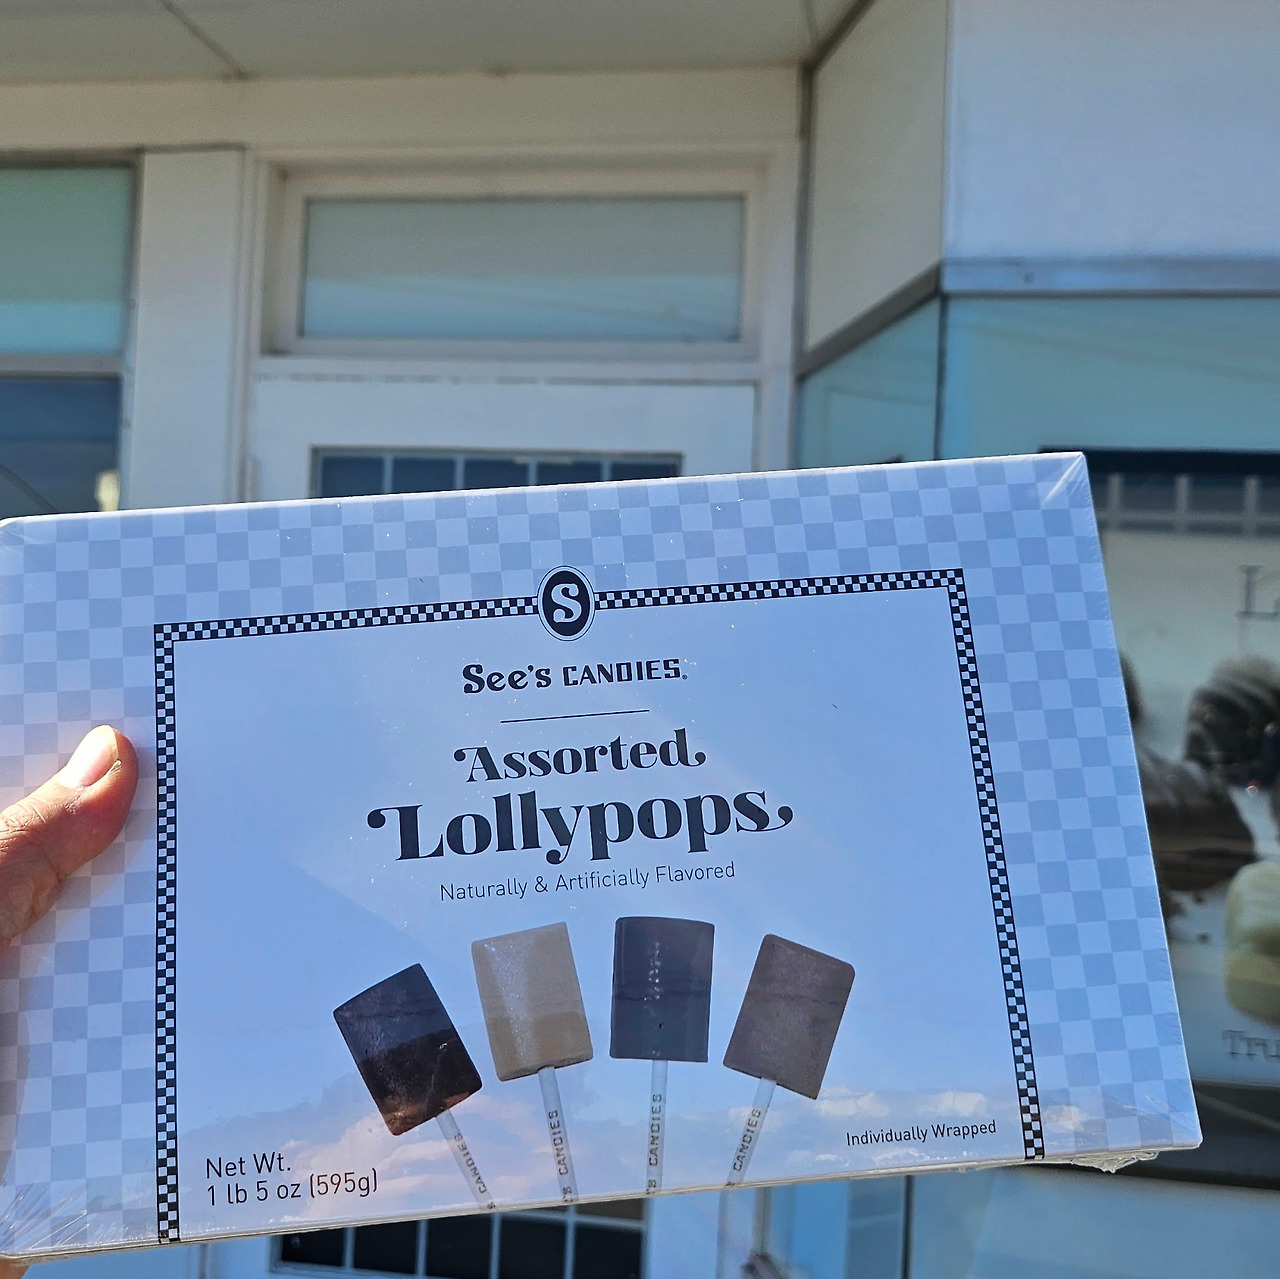 S
See's CANDIES®
Assorted
Lollypops
Naturally & Artificially Flavored
S CANDIES
'S CANDIES
'S CANDIES
CANDIES
Individually Wrapped
Net Wt.
1 lb 5 oz (595g)